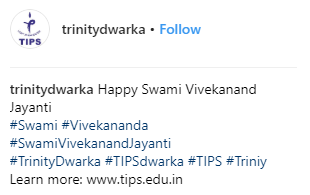 TIPS
trinitydwarka • Follow
trinitydwarka Happy Swami Vivekanand
Jayanti
#Swami #Vivekananda
#SwamiVivekanandJayanti
#TrinityDwarka #TIPSdwarka #TIPS #Triniy
Learn more: www.tips.edu.in